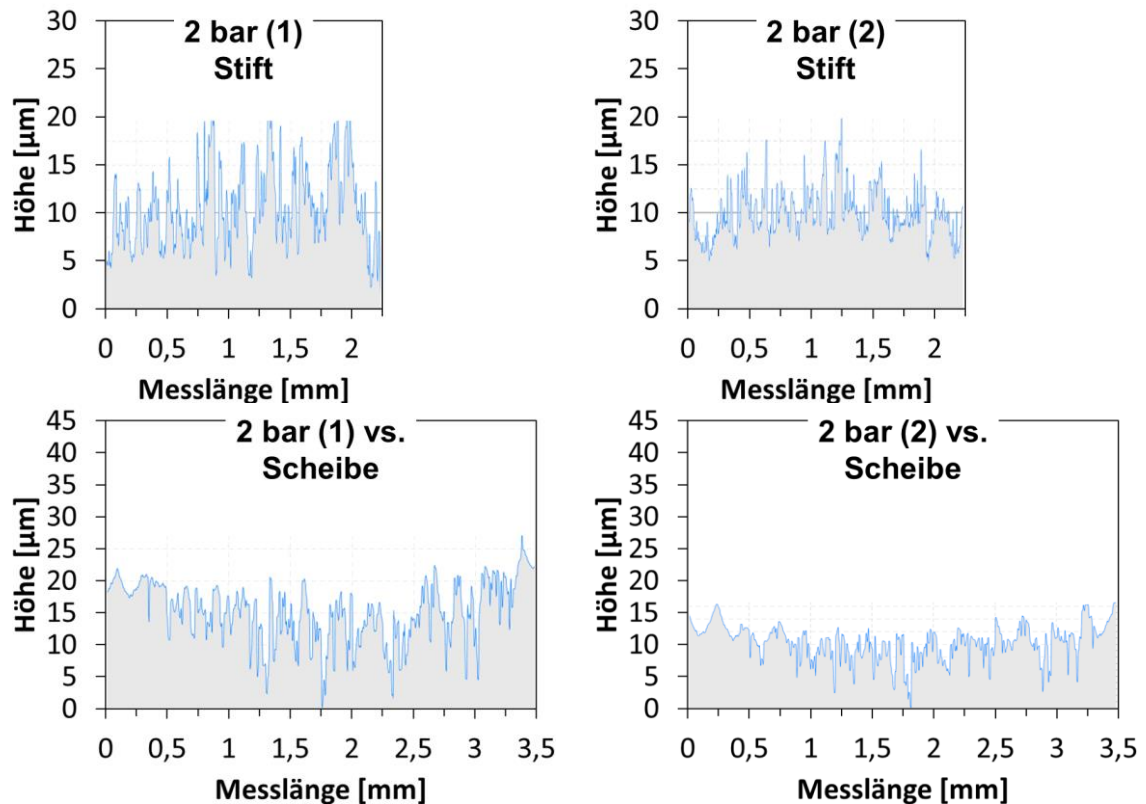 2 bar (1)
Stift
30
25
20
15
10
5
0
Höhe [µm]
0 0,5 1 1,5 2
Messlänge [mm]
2 bar (2)
Stift
30
25
20
15
10
5
0
Höhe [µm]
0 0,5 1 1,5 2
Messlänge [mm]
2 bar (1) vs.
Scheibe
45
40
35
30
25
20
15
10
5
0
Höhe [µm]
0 0,5 1 1,5 2 2,5 3 3,5
Messlänge [mm]
2 bar (2) vs.
Scheibe
45
40
35
30
25
20
15
10
5
0
Höhe [µm]
0 0,5 1 1,5 2 2,5 3 3,5
Messlänge [mm]